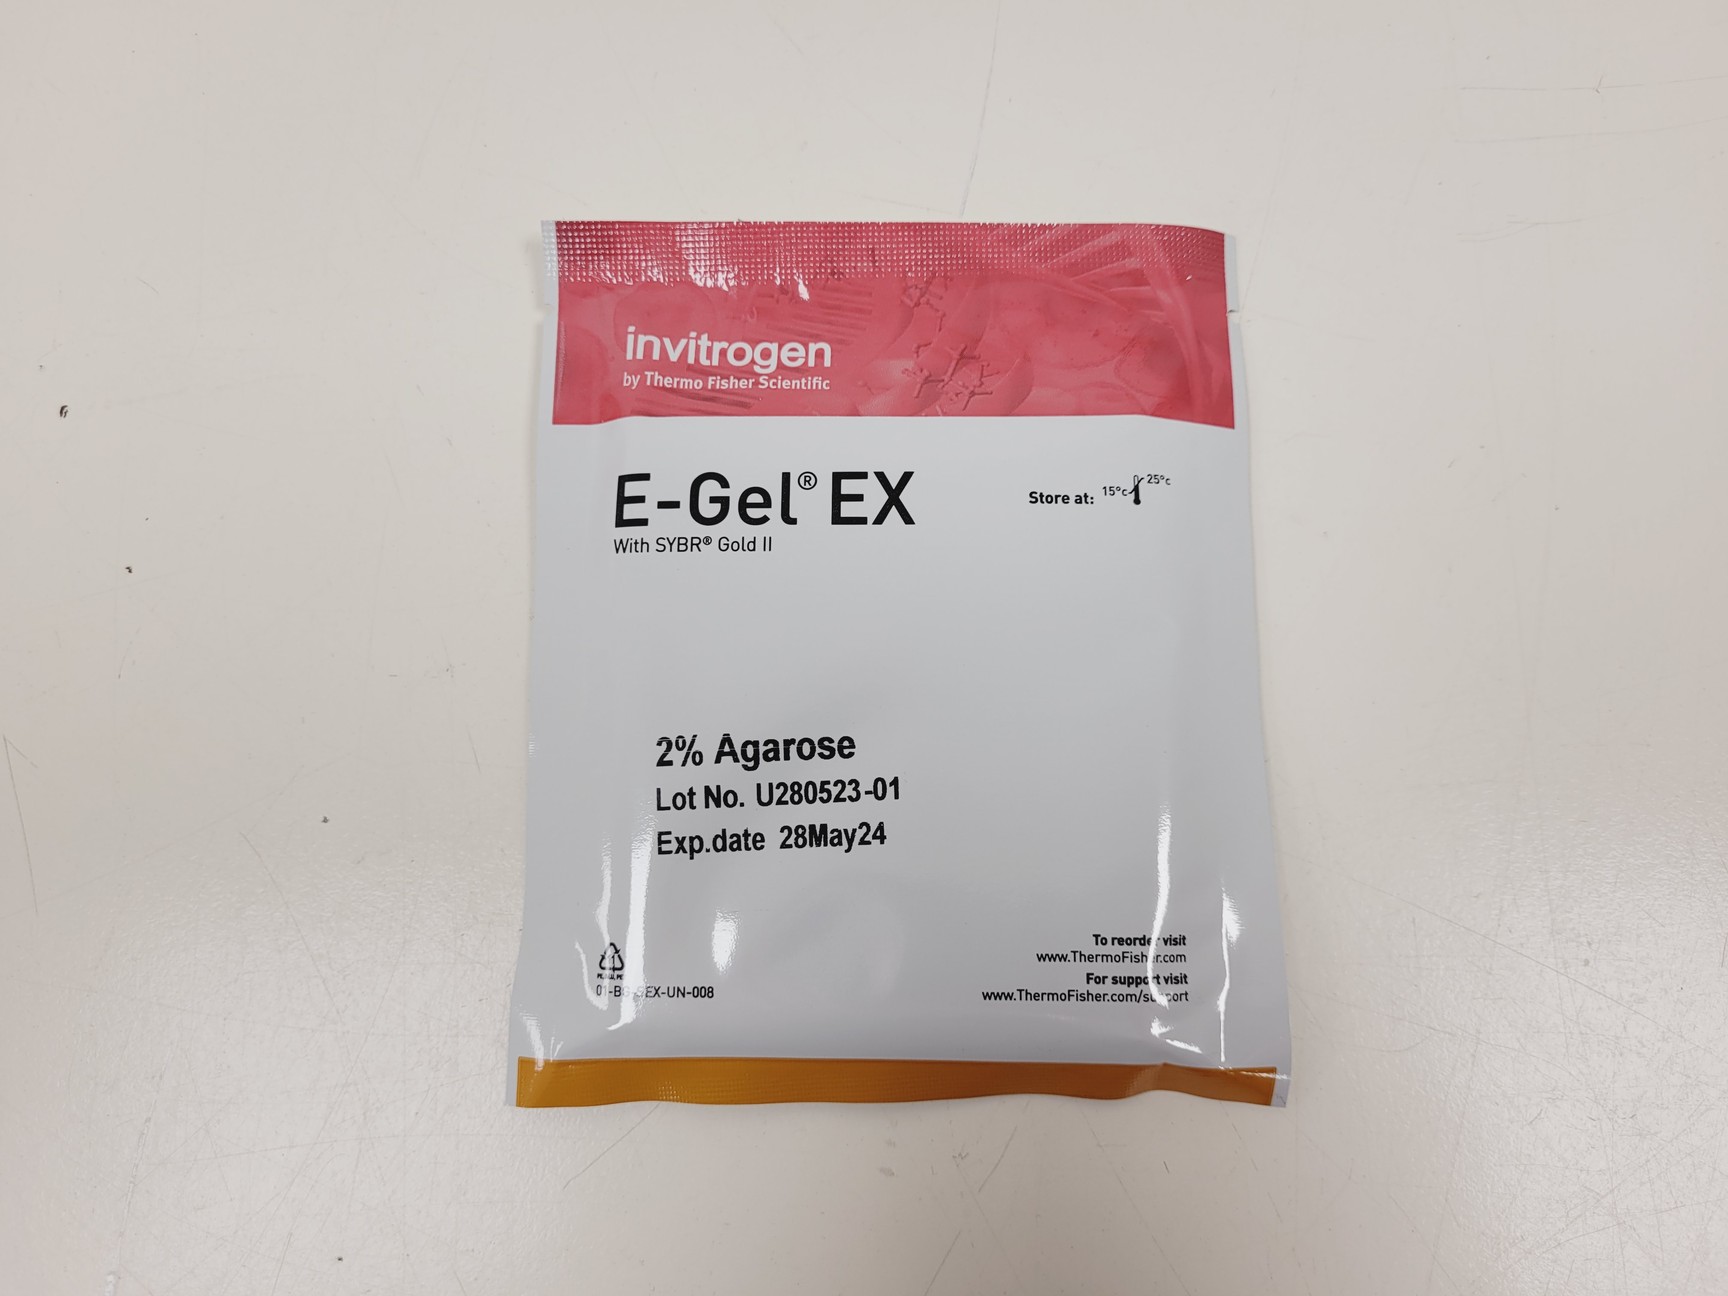 invitrogen
by Thermo Fisher Scientific
E-Gel® EX
With SYBR® Gold II
Store at: 15°c 25°c
2% Agarose
Lot No. U280523-01
Exp.date 28May24
To reorder visit
www.ThermoFisher.com
For support visit
www.ThermoFisher.com/support